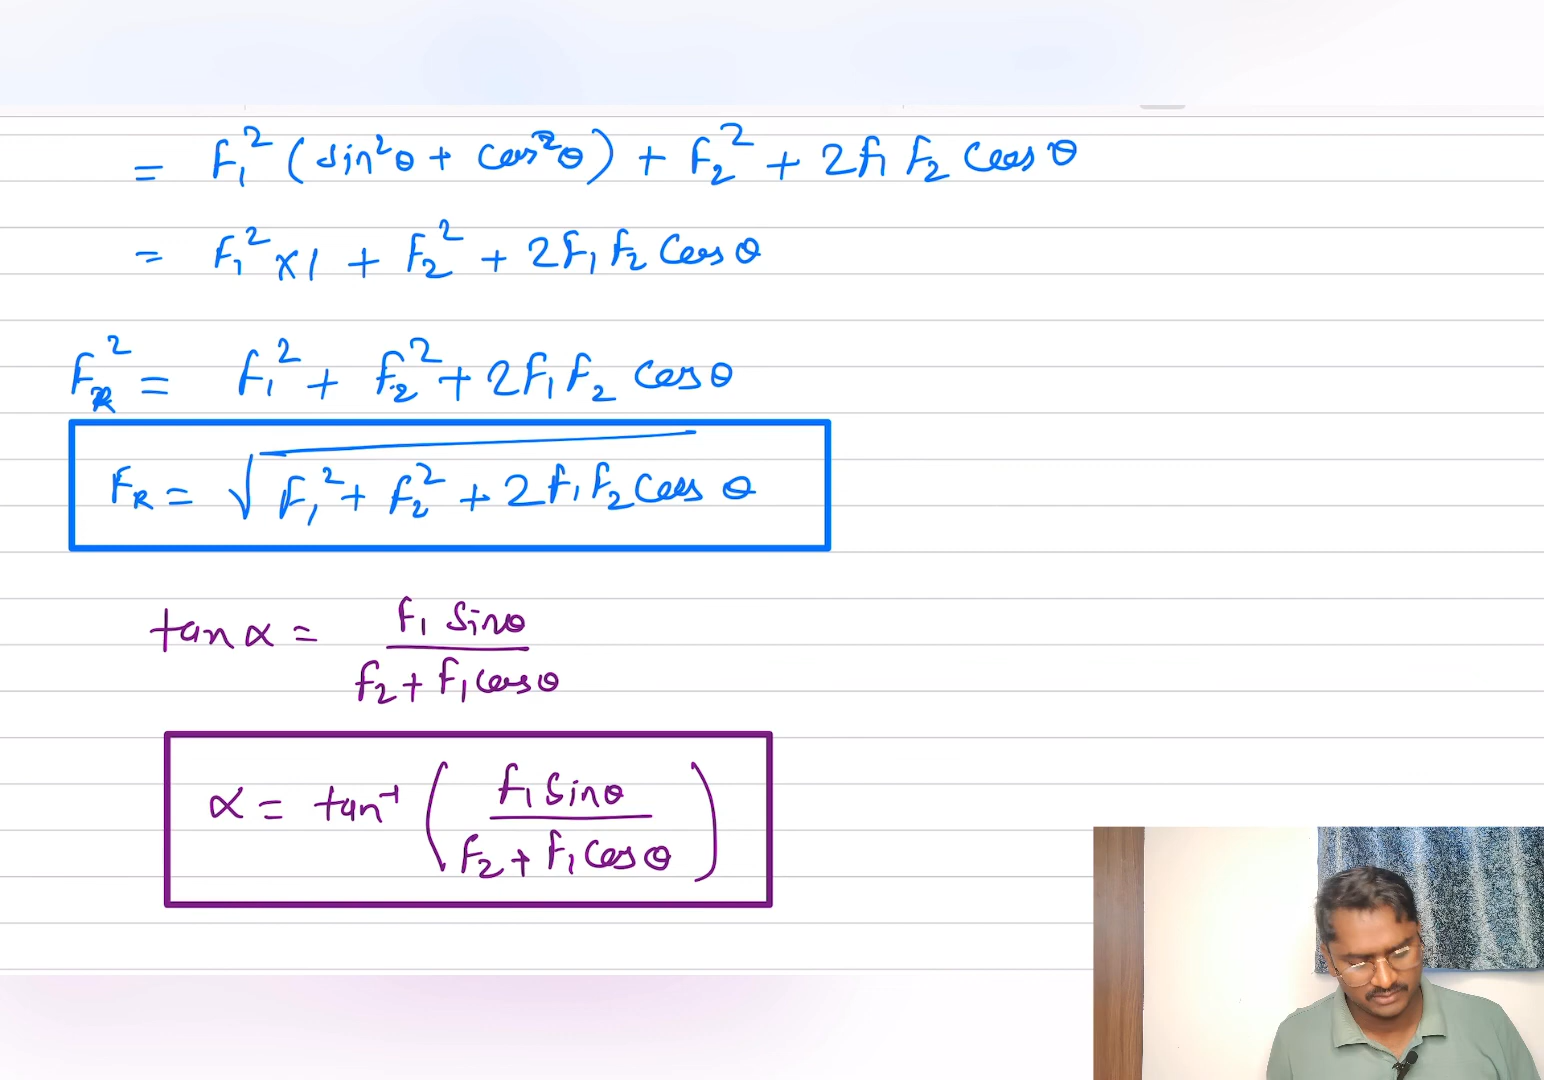 = F₁² (sin²θ + cos²θ) + F₂² + 2F₁ F₂ cos θ
= F₁² × 1 + F₂² + 2F₁ F₂ cos θ
F_R² = F₁² + F₂² + 2F₁ F₂ cos θ
F_R = √(F₁² + F₂² + 2F₁ F₂ cos θ)
tan α = F₁ sin θ / F₂ + F₁ cos θ
α = tan⁻¹ (F₁ sin θ / F₂ + F₁ cos θ)